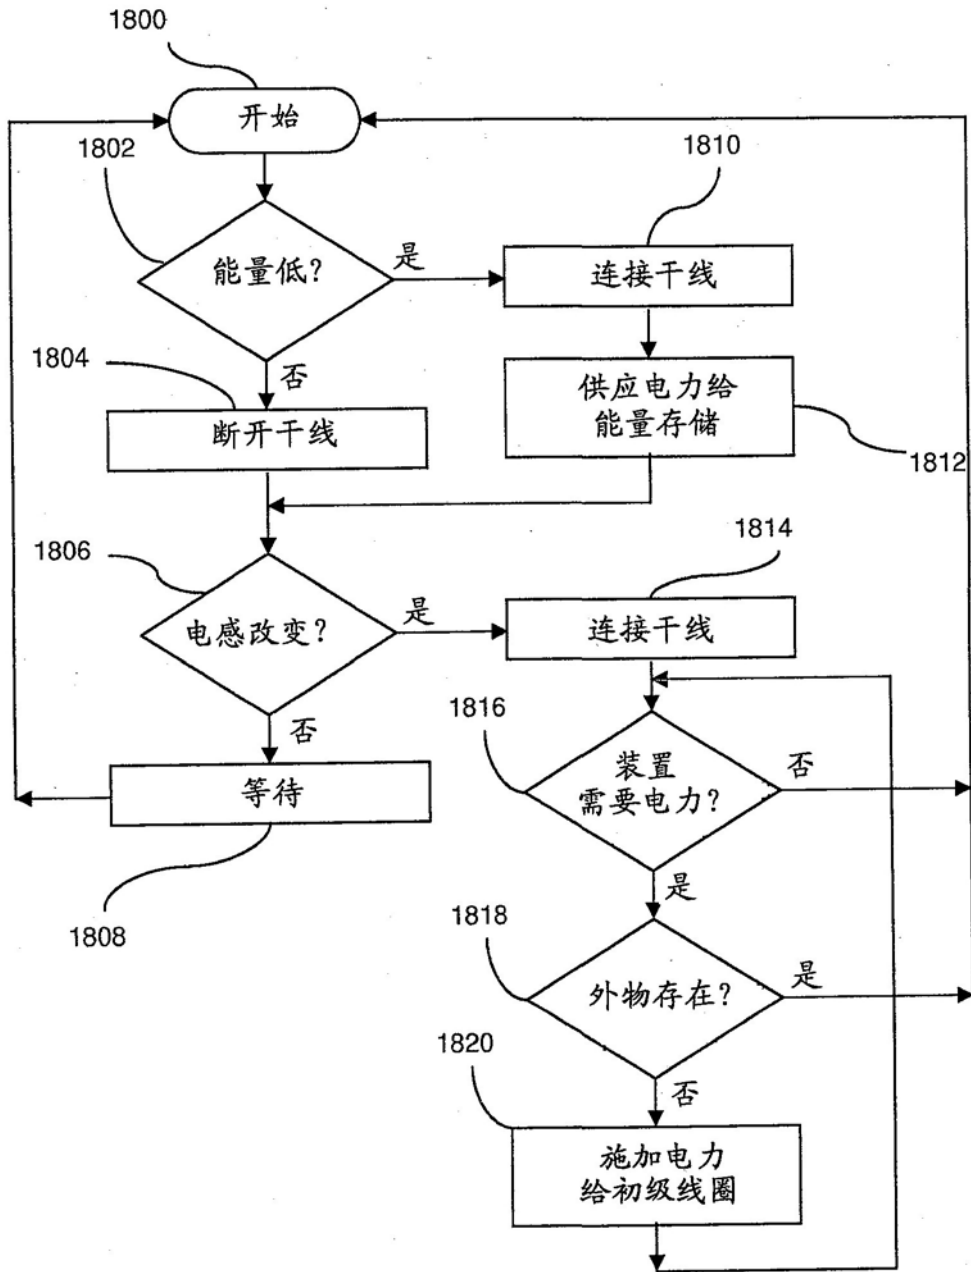 1800
开始
1802
1810
能量低？
是
连接干线
1804
否
断开干线
供应电力给
能量存储
1812
1806
1814
电感改变？
是
连接干线
否
1816
装置
需要电力？
否
等待
是
1808
1818
外物存在？
是
1820
否
施加电力
给初级线圈